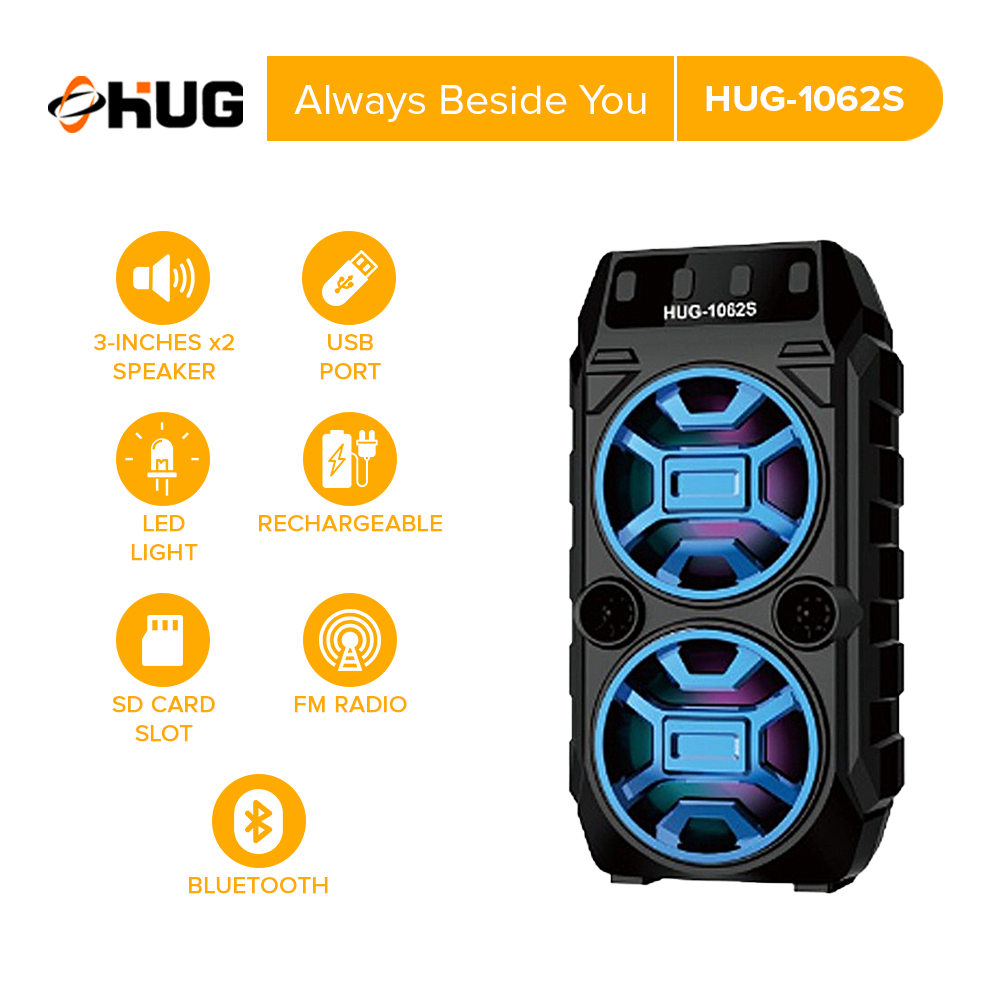 HUG
Always Beside You
HUG-1062S
3-INCHES x2
SPEAKER
USB
PORT
LED
LIGHT
RECHARGEABLE
SD CARD
SLOT
FM RADIO
BLUETOOTH
HUG-1062S